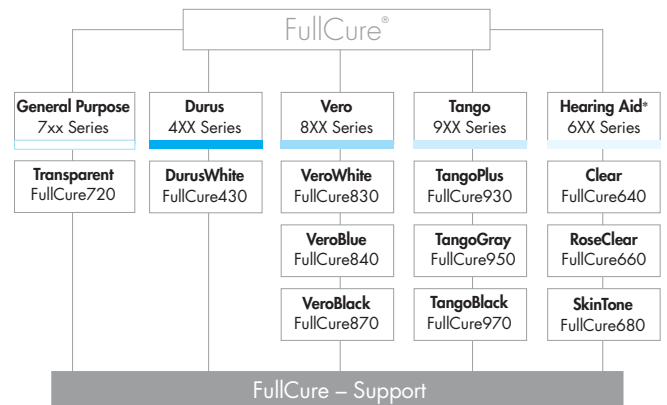 FullCure®
General Purpose
7xx Series
Durus
4XX Series
Vero
8XX Series
Tango
9XX Series
Hearing Aid*
6XX Series
Transparent
FullCure720
DurusWhite
FullCure430
VeroWhite
FullCure830
TangoPlus
FullCure930
Clear
FullCure640
VeroBlue
FullCure840
TangoGray
FullCure950
RoseClear
FullCure660
VeroBlack
FullCure870
TangoBlack
FullCure970
SkinTone
FullCure680
FullCure – Support